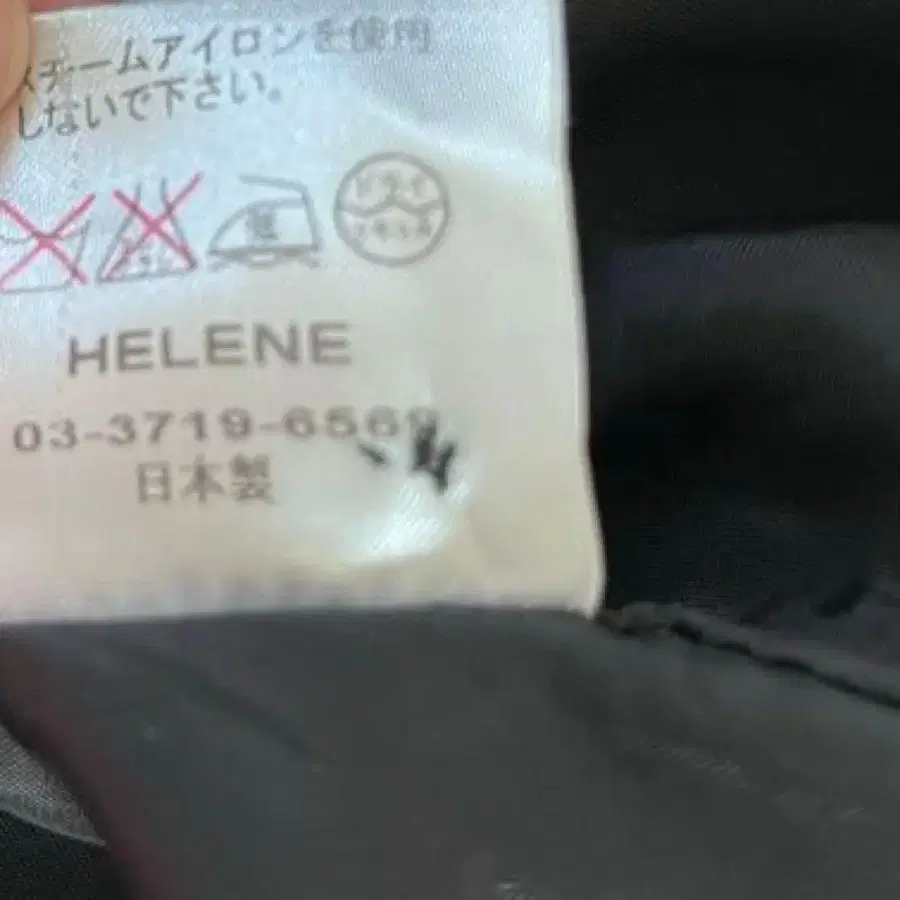 スチームアイロンを使用
しないで下さい。
HELENE
03-3719-6569
日本製